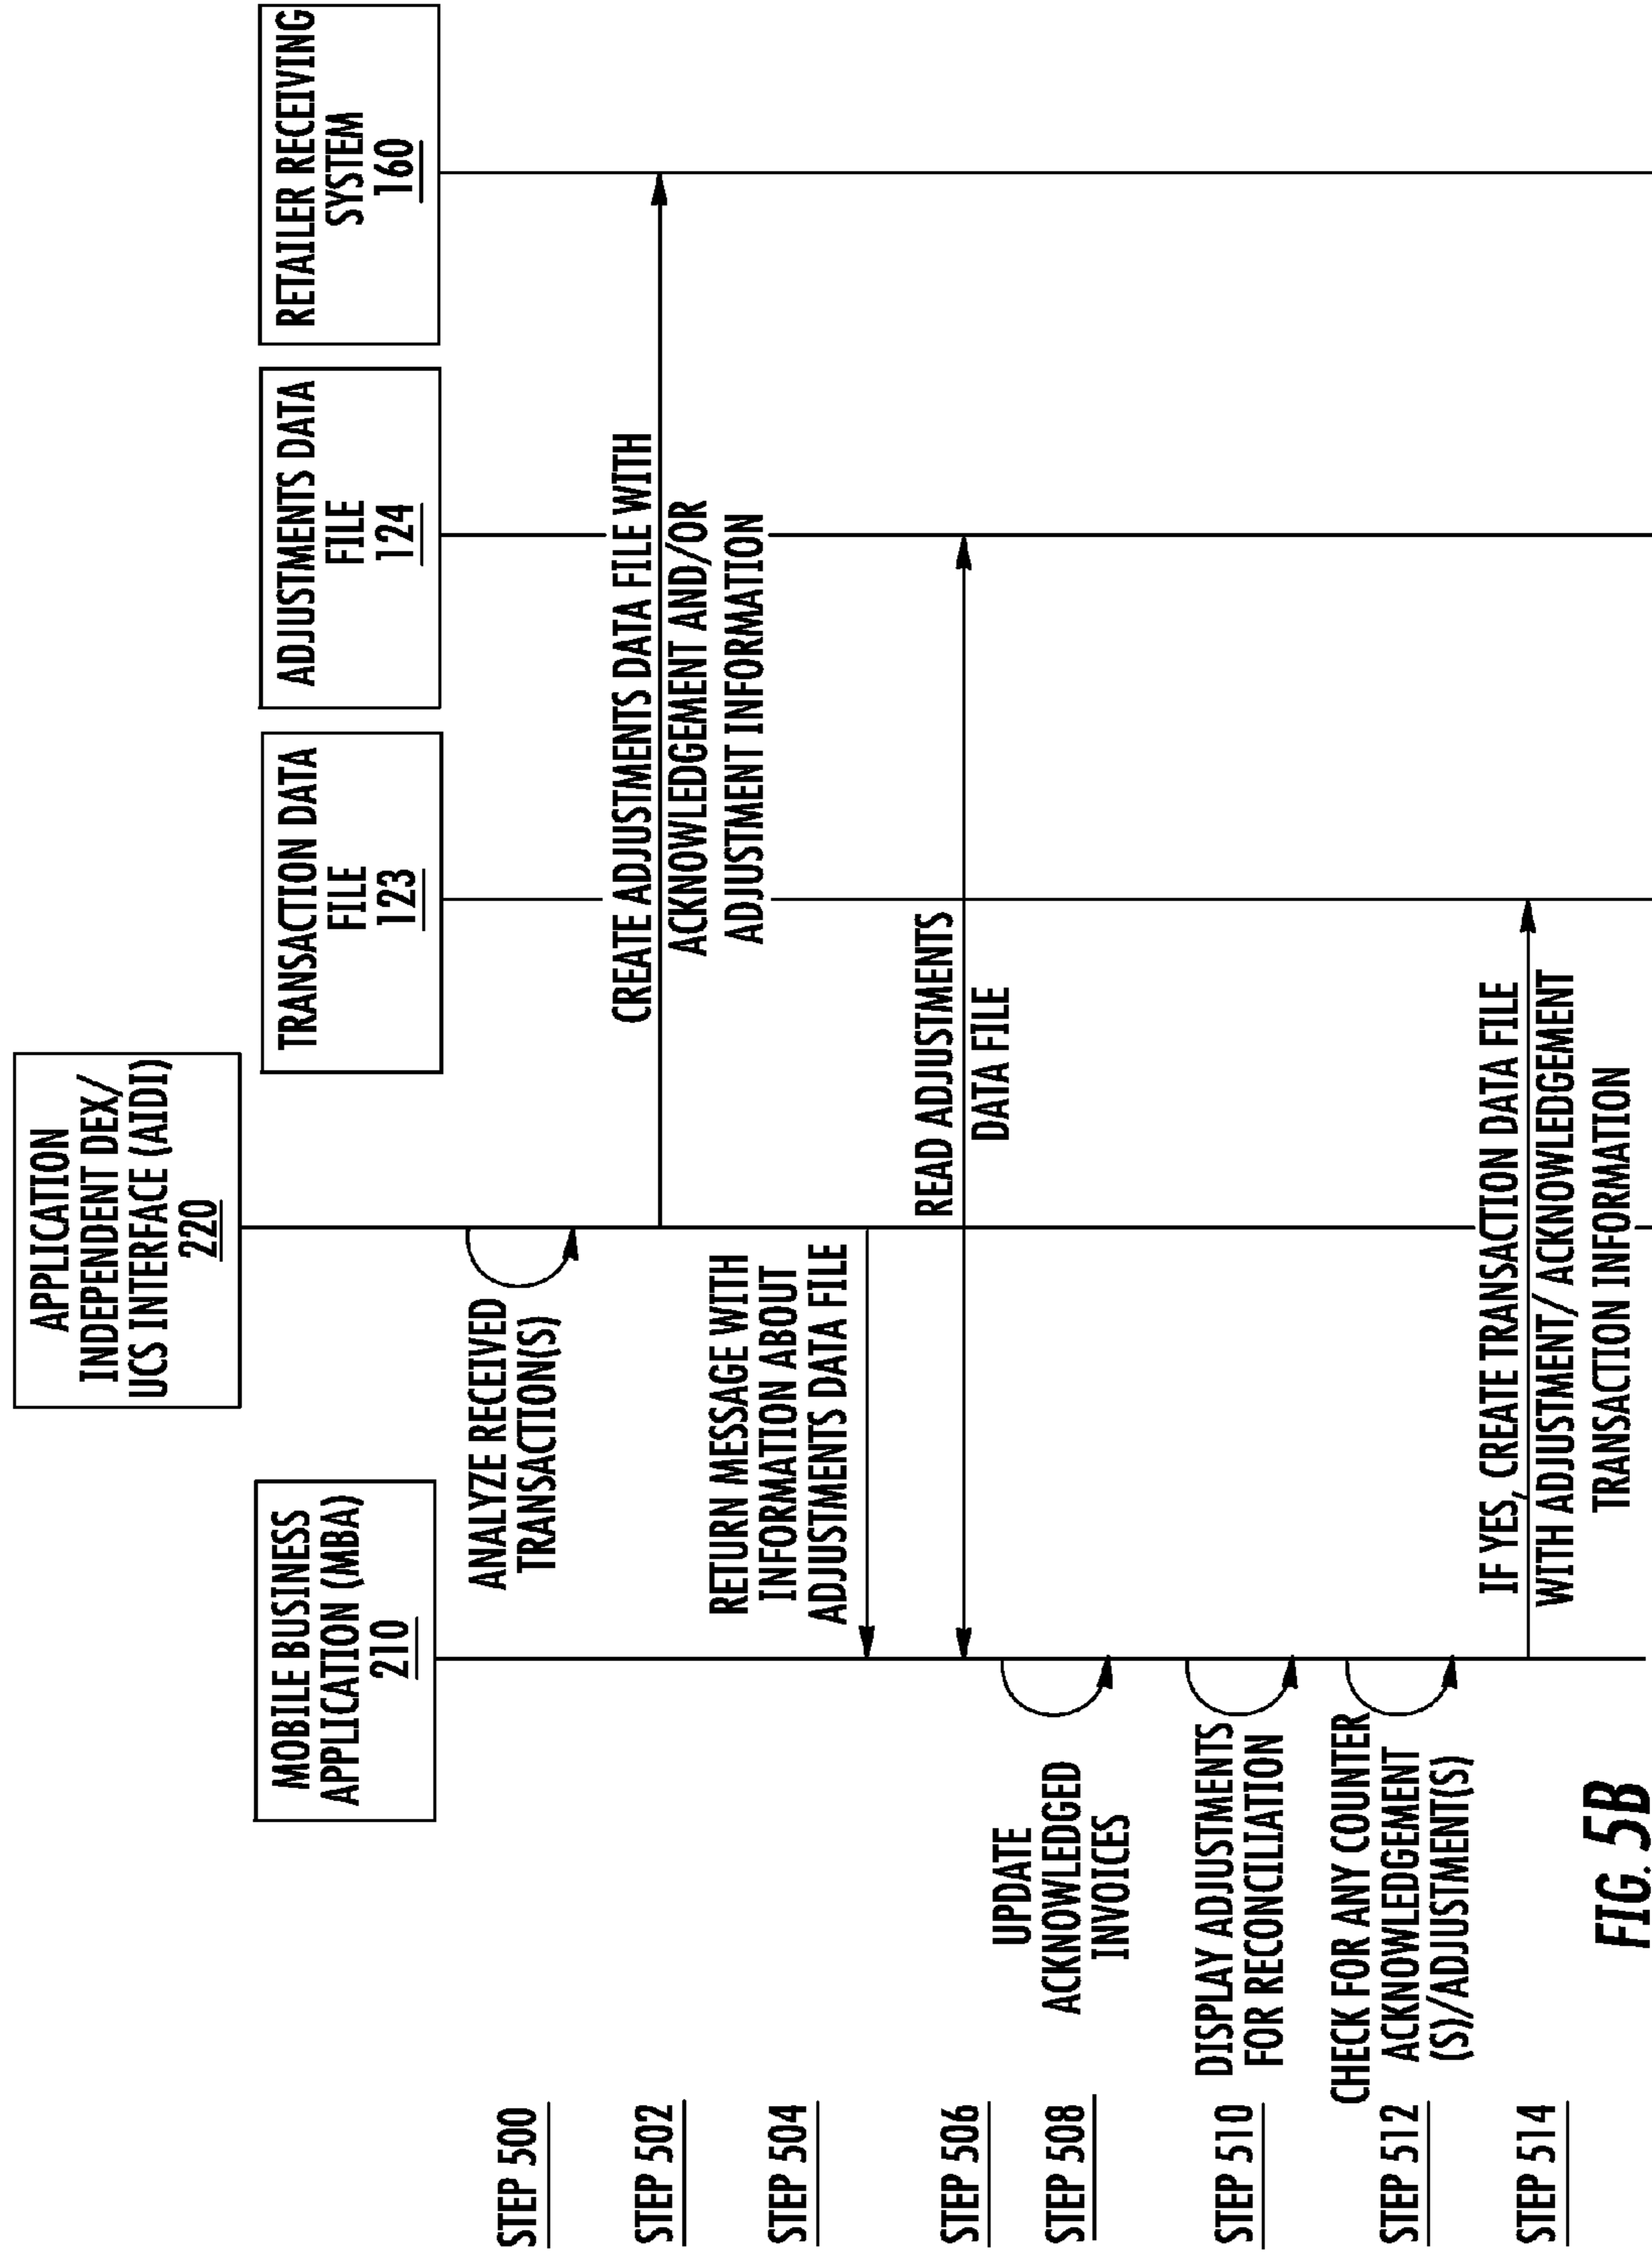 APPLICATION
INDEPENDENT DEX/
UCS INTERFACE (AIDI)
220
MOBILE BUSINESS
APPLICATION (MBA)
210
TRANSACTION DATA
FILE
123
ADJUSTMENTS DATA
FILE
124
RETAILER RECEIVING
SYSTEM
160
STEP 500
ANALYZE RECEIVED
TRANSACTION(S)
STEP 502
CREATE ADJUSTMENTS DATA FILE WITH
ACKNOWLEDGEMENT AND/OR
ADJUSTMENT INFORMATION
STEP 504
RETURN MESSAGE WITH
INFORMATION ABOUT
ADJUSTMENTS DATA FILE
STEP 506
READ ADJUSTMENTS
DATA FILE
STEP 508
UPDATE
ACKNOWLEDGED
INVOICES
STEP 510
DISPLAY ADJUSTMENTS
FOR RECONCILIATION
STEP 512
CHECK FOR ANY COUNTER
ACKNOWLEDGEMENT
(S)/ADJUSTMENT(S)
STEP 514
IF YES, CREATE TRANSACTION DATA FILE
WITH ADJUSTMENT/ ACKNOWLEDGEMENT
TRANSACTION INFORMATION
FIG. 5B